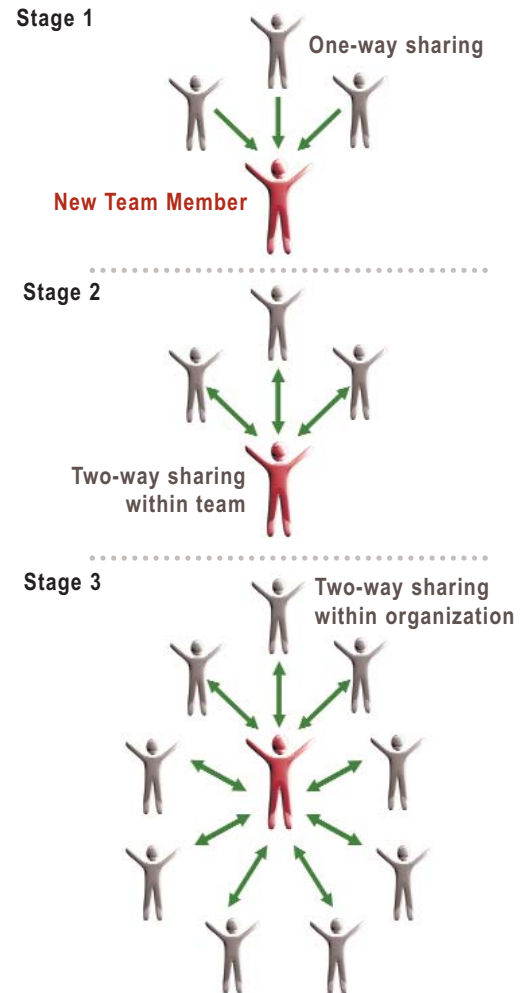 Stage 1
One-way sharing
New Team Member
Stage 2
Two-way sharing
within team
Stage 3
Two-way sharing
within organization